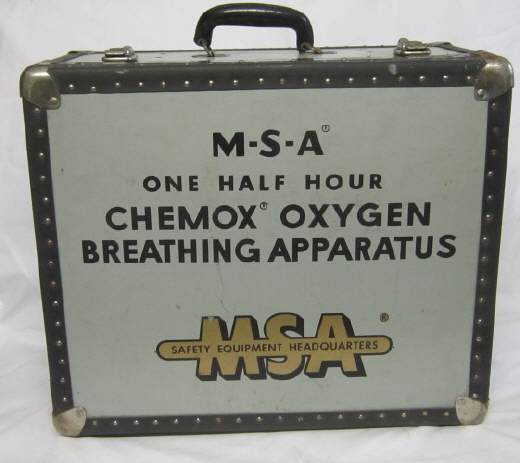 M-S-A®
ONE HALF HOUR
CHEMOX® OXYGEN
BREATHING APPARATUS
MSA®
SAFETY EQUIPMENT HEADQUARTERS